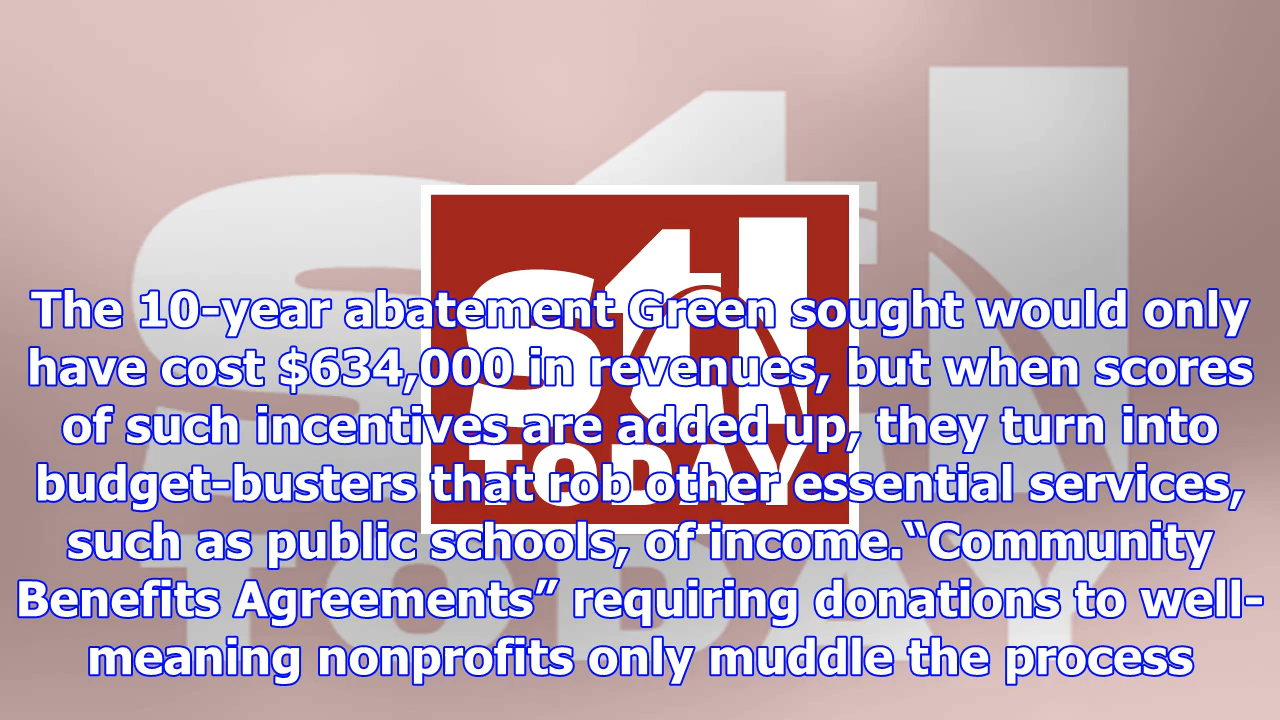 stl
TODAY
The 10-year abatement Green sought would only
have cost $634,000 in revenues, but when scores
of such incentives are added up, they turn into
budget-busters that rob other essential services,
such as public schools, of income.“Community
Benefits Agreements” requiring donations to well-
meaning nonprofits only muddle the process